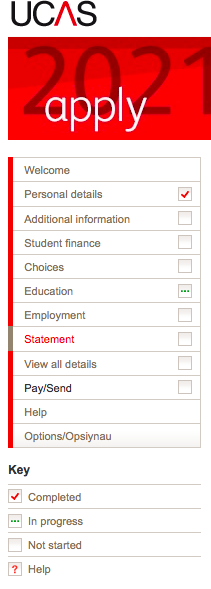 UCAS
2021
apply
Welcome
Personal details
Additional information
Student finance
Choices
Education
Employment
Statement
View all details
Pay/Send
Help
Options/Opsiynau
Key
Completed
In progress
Not started
? Help